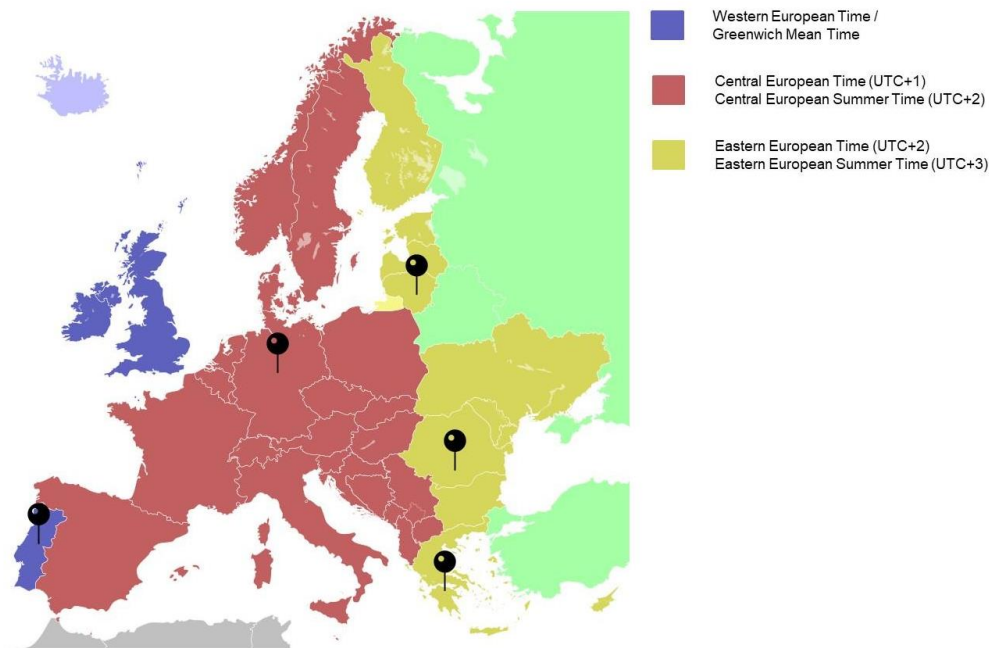 Western European Time /
Greenwich Mean Time
Central European Time (UTC+1)
Central European Summer Time (UTC+2)
Eastern European Time (UTC+2)
Eastern European Summer Time (UTC+3)